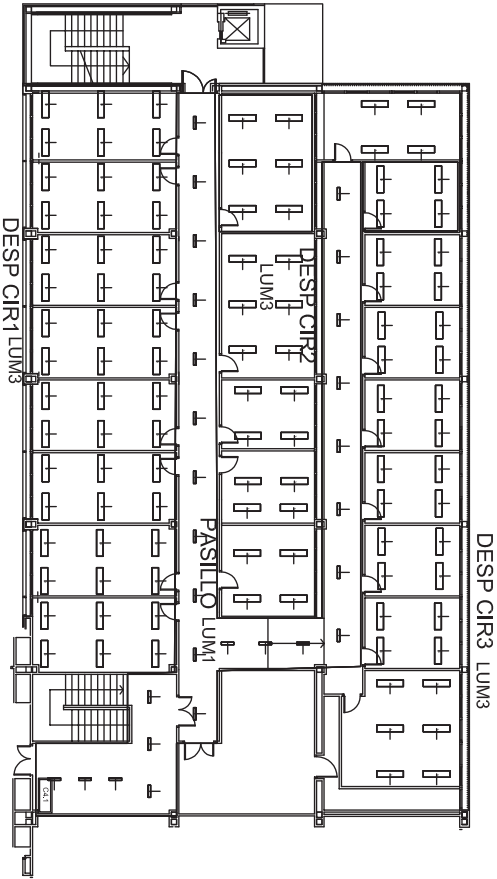 DESP CIR1 LUM3
DESP CIR2
LUM3
PASILLO LUM1
DESP CIR3 LUM3
C4.1